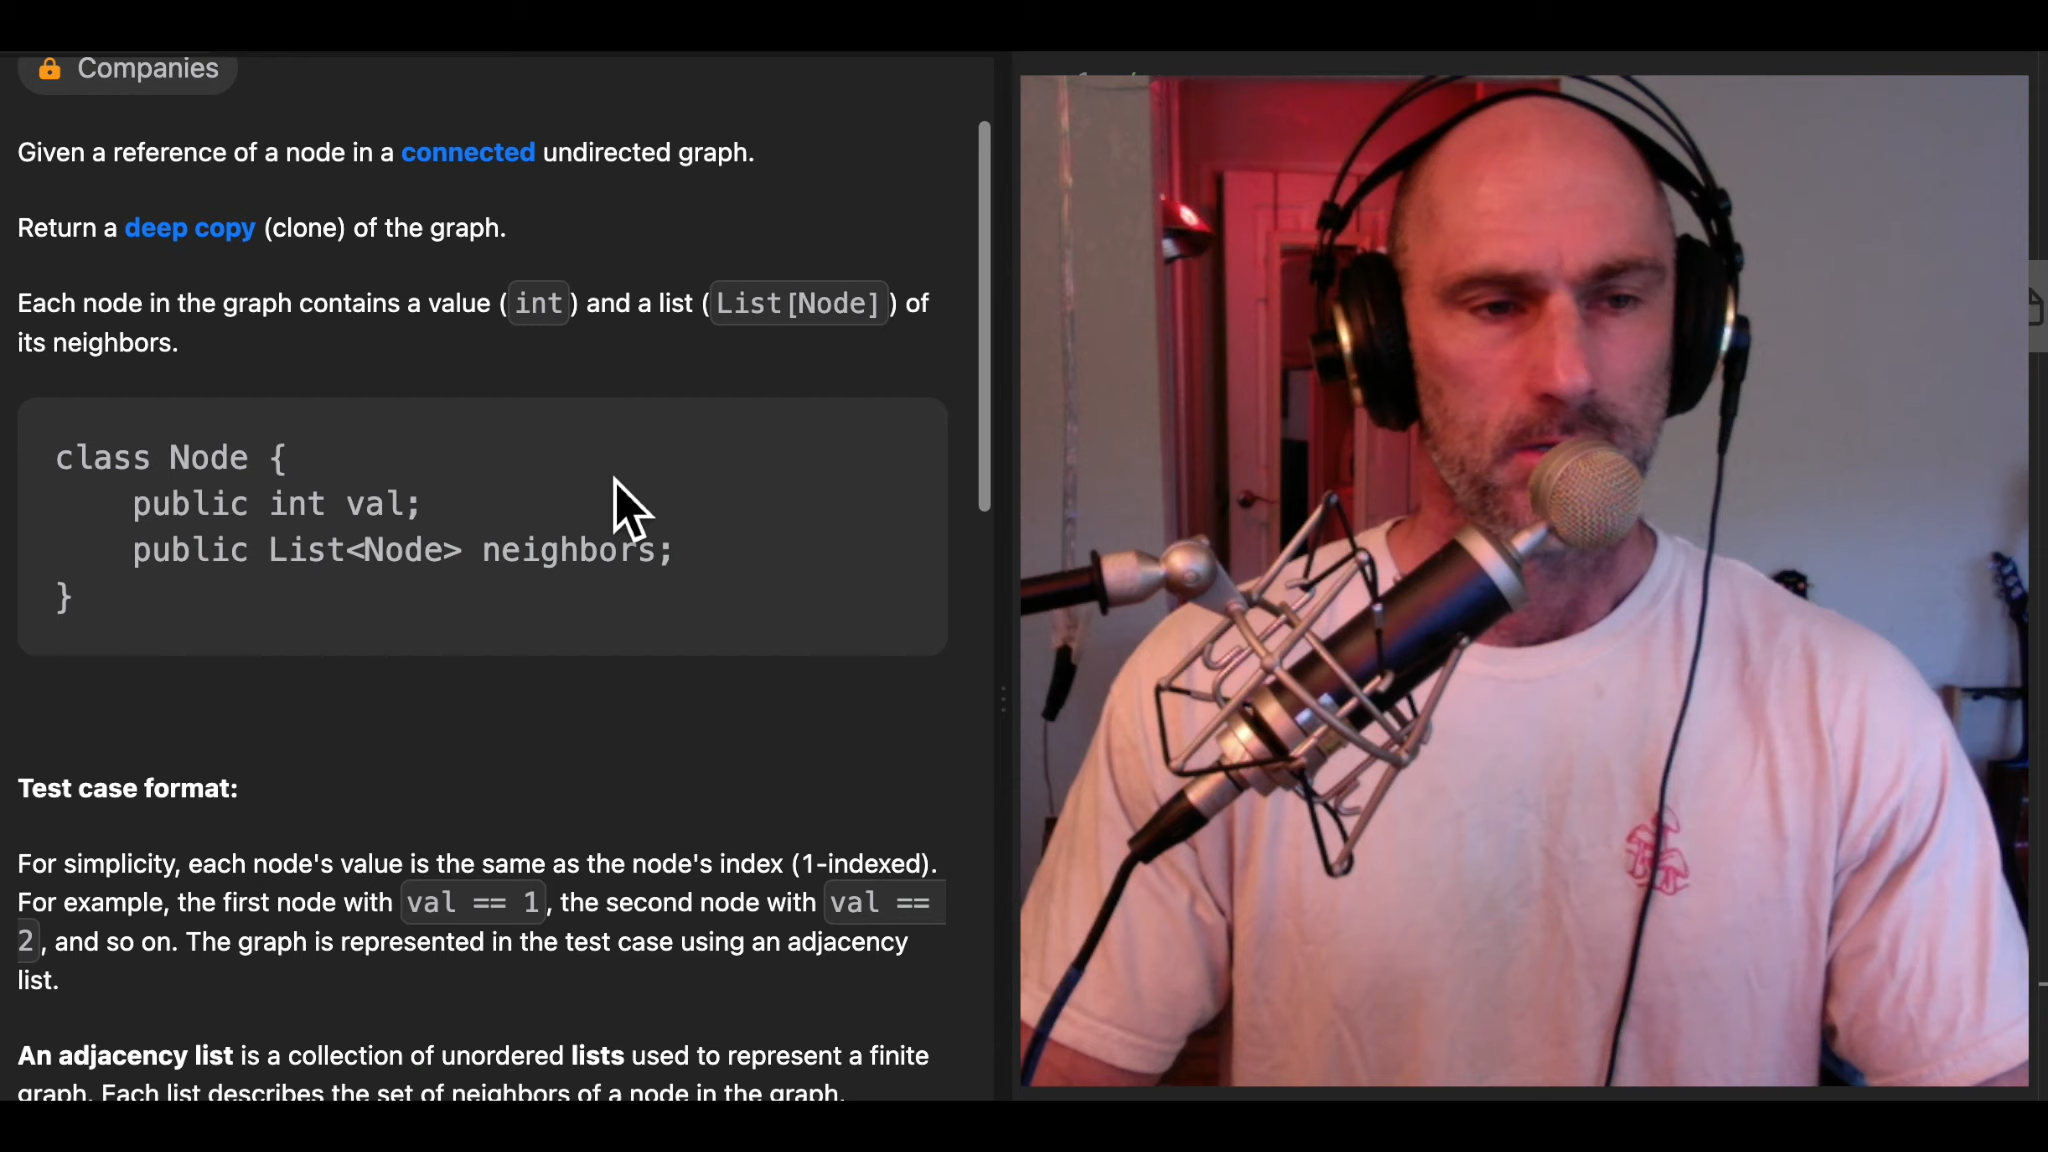 Companies
Given a reference of a node in a connected undirected graph.
Return a deep copy (clone) of the graph.
Each node in the graph contains a value (int) and a list (List[Node]) of
its neighbors.
class Node {
    public int val;
    public List<Node> neighbors;
}
Test case format:
For simplicity, each node's value is the same as the node's index (1-indexed).
For example, the first node with val == 1, the second node with val ==
2, and so on. The graph is represented in the test case using an adjacency
list.
An adjacency list is a collection of unordered lists used to represent a finite
graph. Each list describes the set of neighbors of a node in the graph.